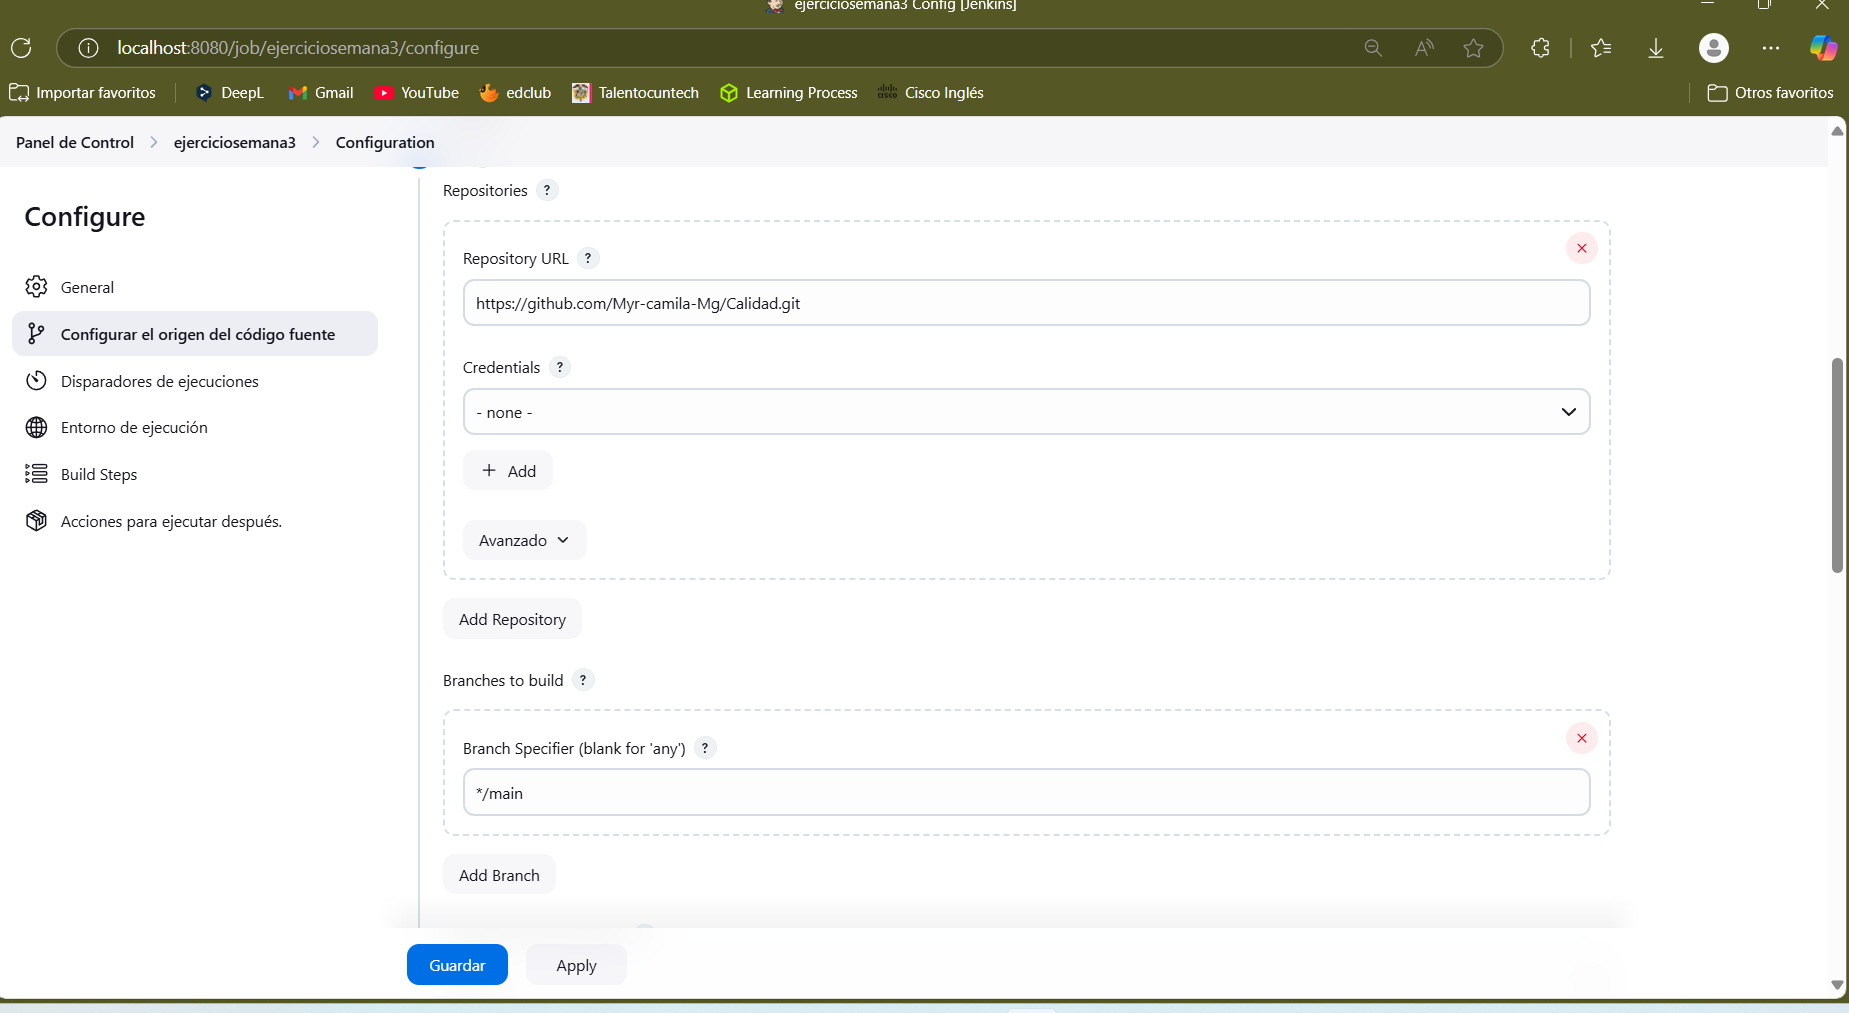 ejerciciosemana3 Config [Jenkins]
localhost:8080/job/ejerciciosemana3/configure
Importar favoritos
DeepL
Gmail
YouTube
edclub
Talentocuntech
Learning Process
Cisco Inglés
Otros favoritos
Panel de Control > ejerciciosemana3 > Configuration
Configure
General
Configurar el origen del código fuente
Disparadores de ejecuciones
Entorno de ejecución
Build Steps
Acciones para ejecutar después.
Repositories ?
Repository URL ?
https://github.com/Myr-camila-Mg/Calidad.git
Credentials ?
- none -
+ Add
Avanzado
Add Repository
Branches to build ?
Branch Specifier (blank for 'any') ?
*/main
Add Branch
Guardar
Apply